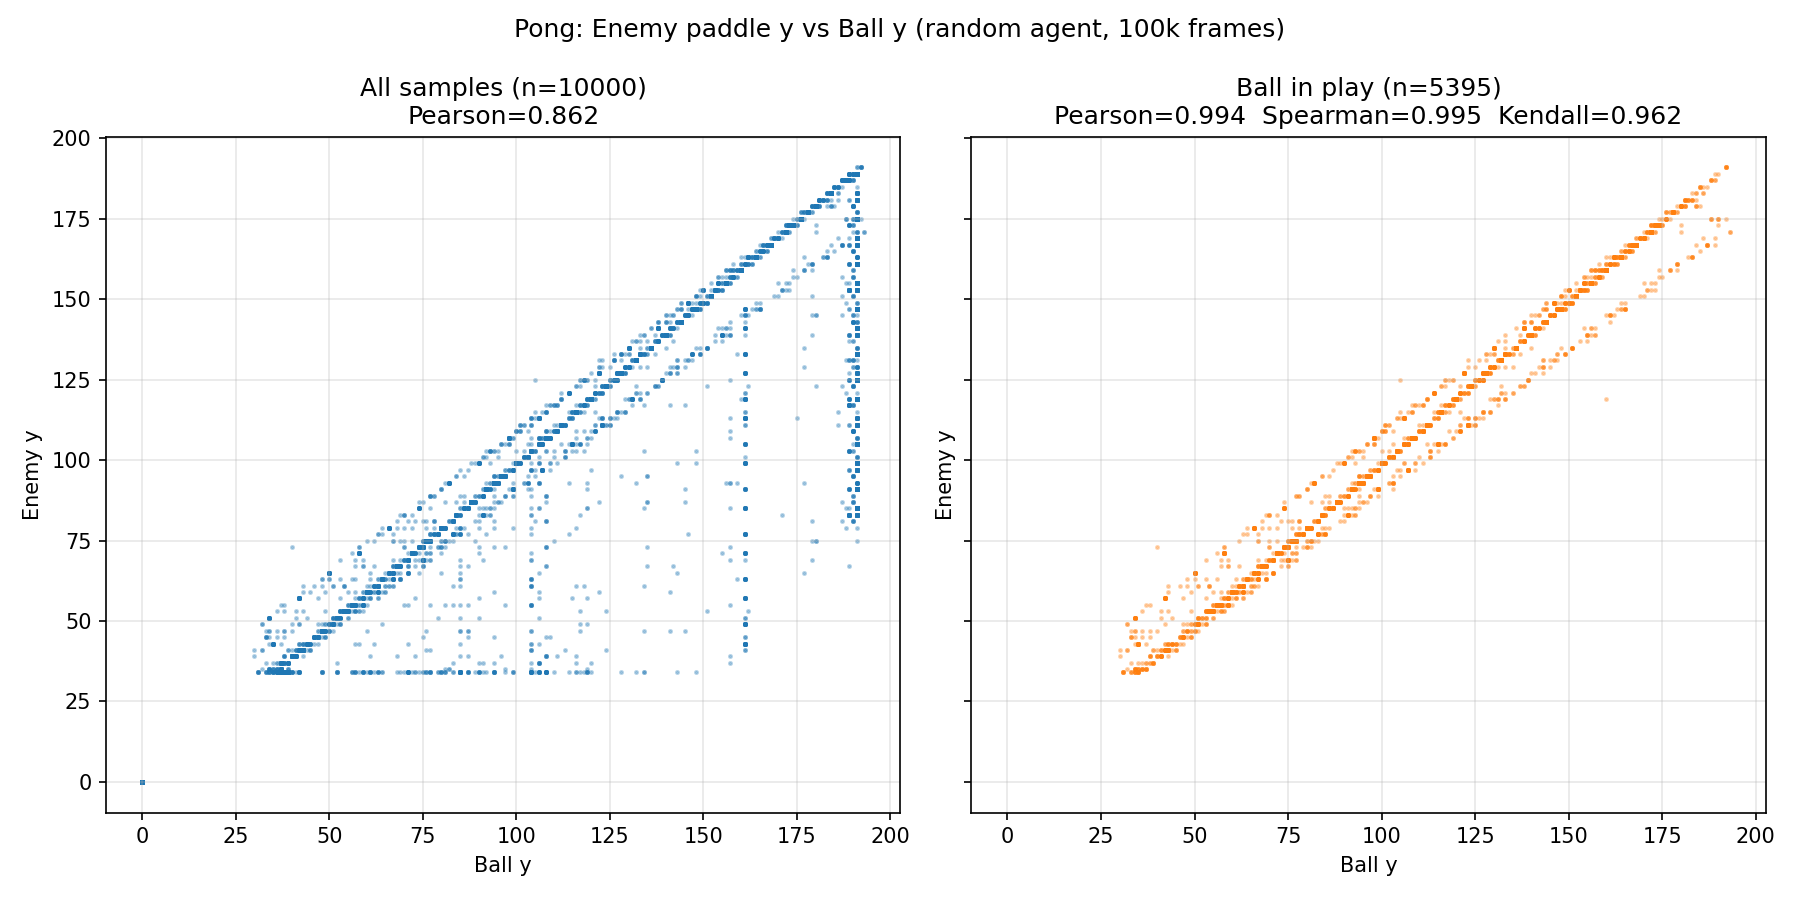 Pong: Enemy paddle y vs Ball y (random agent, 100k frames)
All samples (n=10000)
Pearson=0.862
200
175
150
125
100
75
50
25
0
Enemy y
0 25 50 75 100 125 150 175 200
Ball y
Ball in play (n=5395)
Pearson=0.994 Spearman=0.995 Kendall=0.962
Enemy y
0 25 50 75 100 125 150 175 200
Ball y